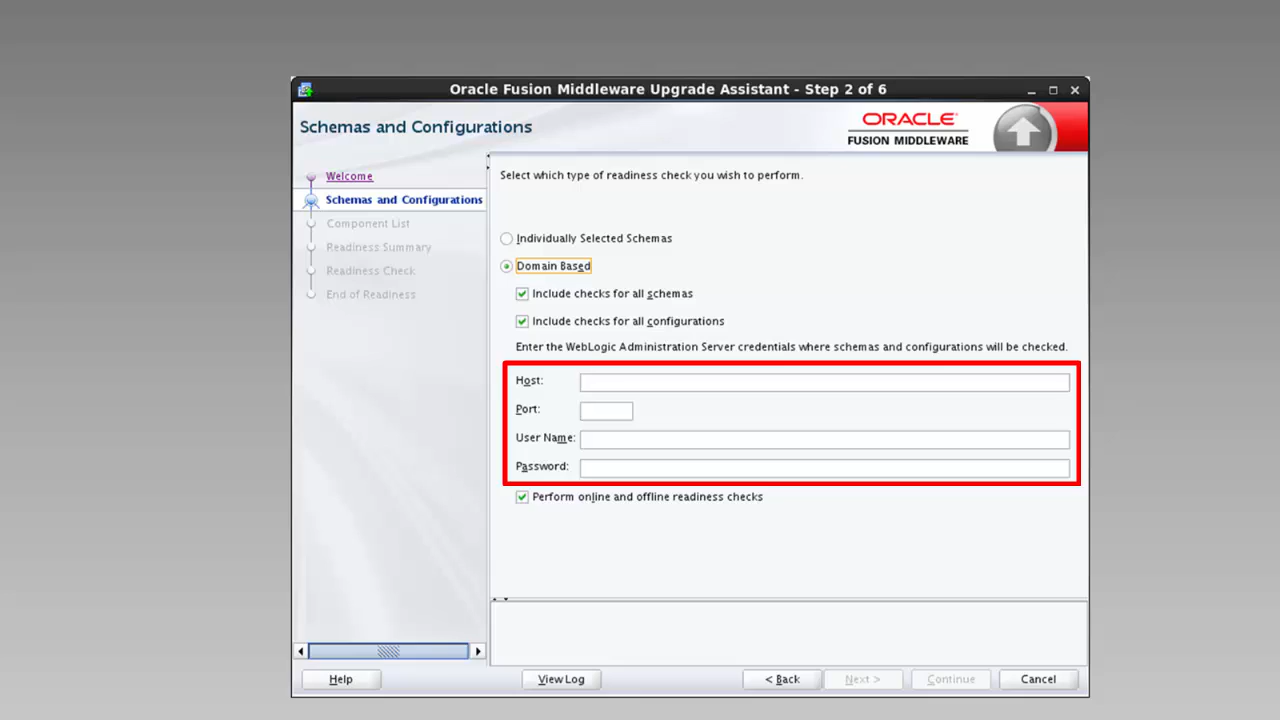 Oracle Fusion Middleware Upgrade Assistant - Step 2 of 6
Schemas and Configurations
ORACLE
FUSION MIDDLEWARE
Welcome
Schemas and Configurations
Component List
Readiness Summary
Readiness Check
End of Readiness
Select which type of readiness check you wish to perform.
Individually Selected Schemas
Domain Based
Include checks for all schemas
Include checks for all configurations
Enter the WebLogic Administration Server credentials where schemas and configurations will be checked.
Host:
Port:
User Name:
Password:
Perform online and offline readiness checks
Help
View Log
< Back
Next >
Continue
Cancel